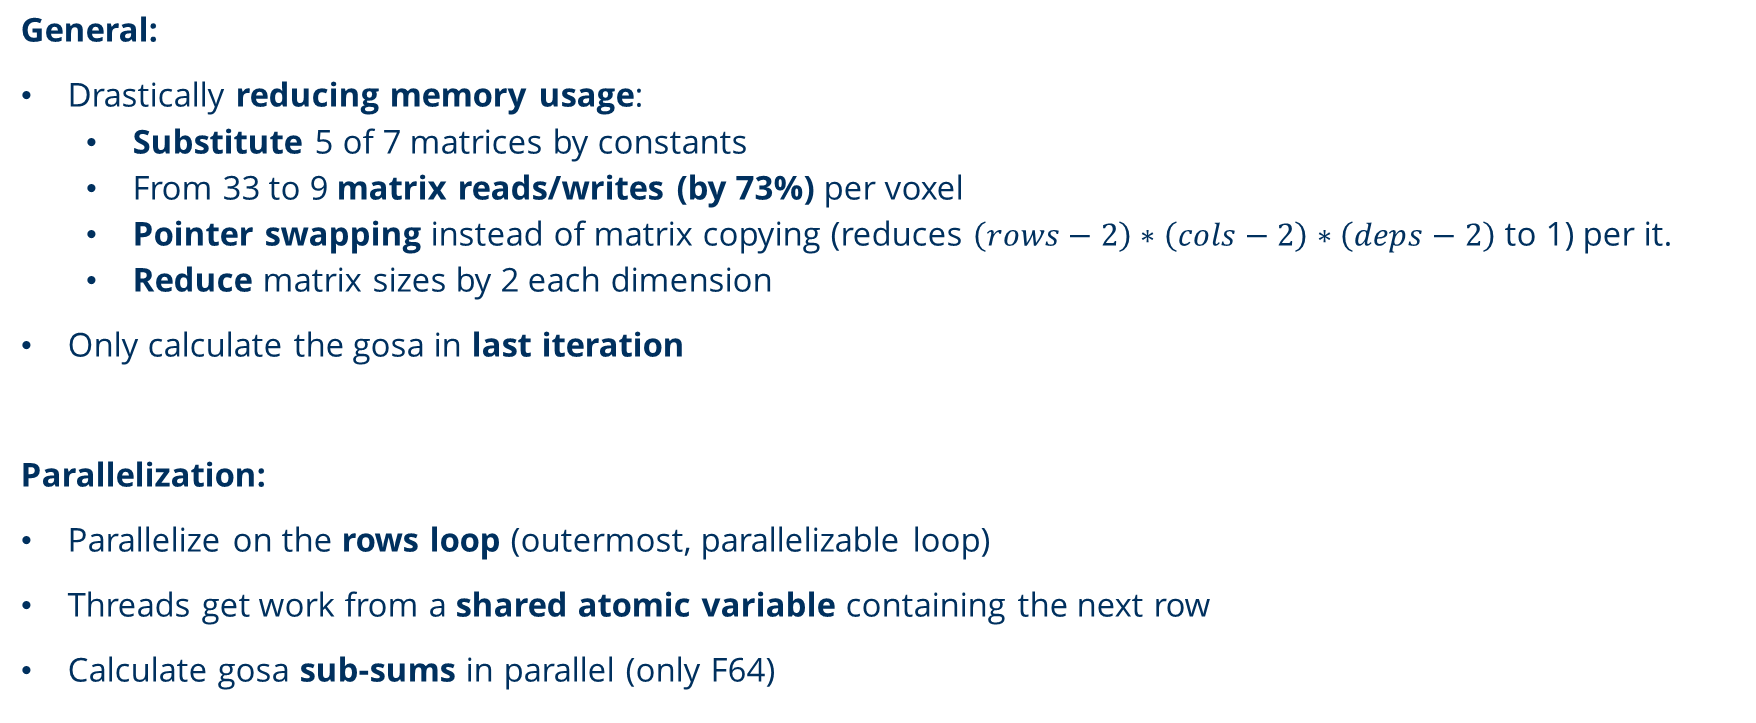 General:
• Drastically reducing memory usage:
• Substitute 5 of 7 matrices by constants
• From 33 to 9 matrix reads/writes (by 73%) per voxel
• Pointer swapping instead of matrix copying (reduces (rows − 2) ∗ (cols − 2) ∗ (deps − 2) to 1) per it.
• Reduce matrix sizes by 2 each dimension
• Only calculate the gosa in last iteration
Parallelization:
• Parallelize on the rows loop (outermost, parallelizable loop)
• Threads get work from a shared atomic variable containing the next row
• Calculate gosa sub-sums in parallel (only F64)